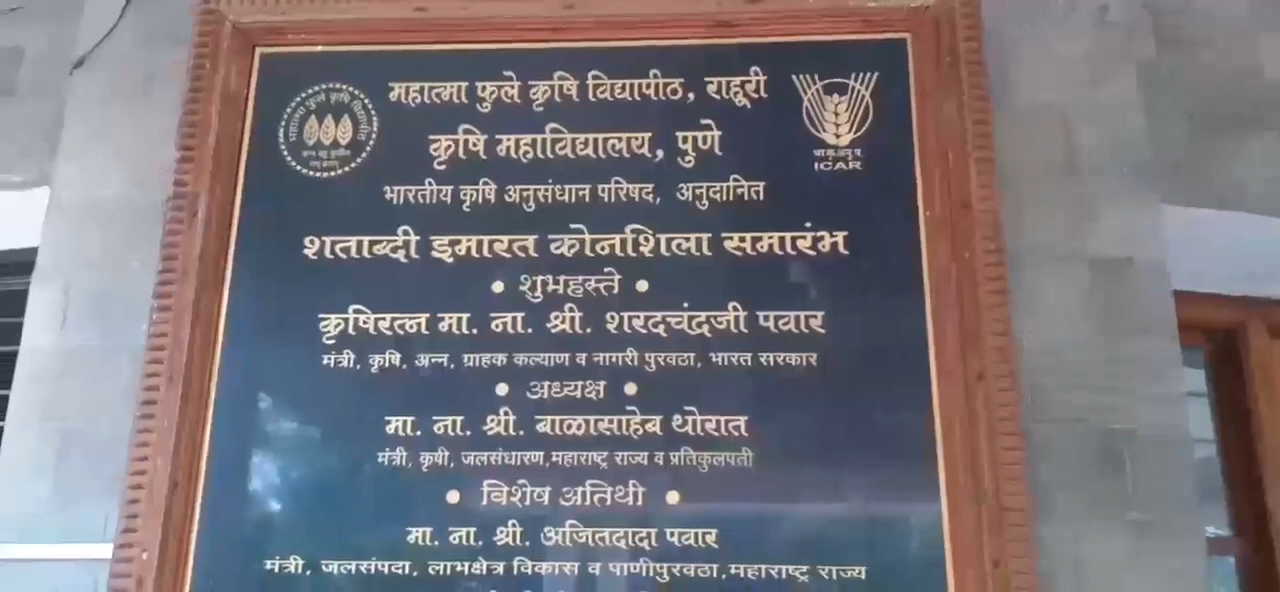 महात्मा फुले कृषि विद्यापीठ, राहूरी
महात्मा फुले कृषि विद्यापीठ
कृषि महाविद्यालय, पुणे
भा.कृ.अनु.प.
ICAR
भारतीय कृषि अनुसंधान परिषद, अनुदानित
शताब्दी इमारत कोनशिला समारंभ
• शुभहस्ते •
कृषिरत्न मा. ना. श्री. शरदचंद्रजी पवार
मंत्री, कृषि, अन्न, ग्राहक कल्याण व नागरी पुरवठा, भारत सरकार
• अध्यक्ष •
मा. ना. श्री. बाळासाहेब थोरात
मंत्री, कृषी, जलसंधारण,महाराष्ट्र राज्य व प्रतिकुलपती
• विशेष अतिथी •
मा. ना. श्री. अजितदादा पवार
मंत्री, जलसंपदा, लाभक्षेत्र विकास व पाणीपुरवठा,महाराष्ट्र राज्य